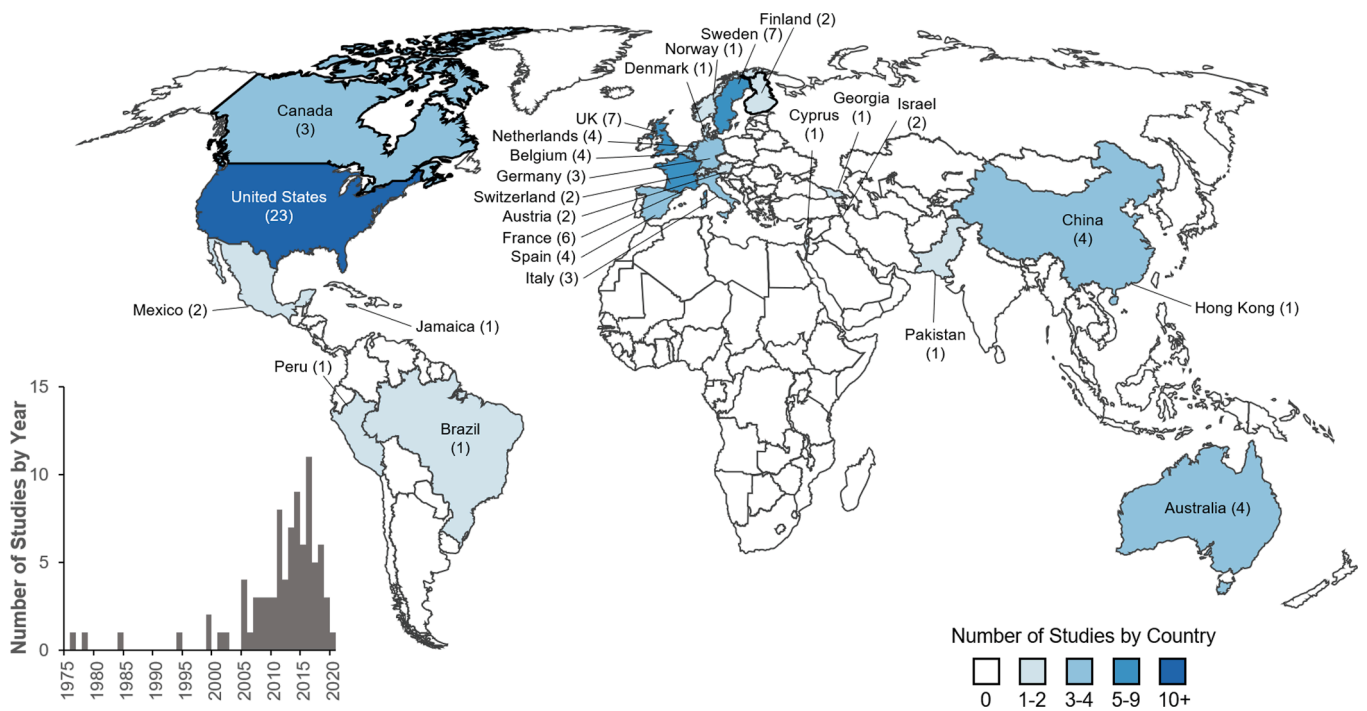 Finland (2)
Sweden (7)
Norway (1)
Denmark (1)
Georgia
(1)
Israel
(2)
Cyprus
(1)
Canada
(3)
UK (7)
Netherlands (4)
Belgium (4)
Germany (3)
Switzerland (2)
Austria (2)
France (6)
Spain (4)
Italy (3)
United States
(23)
China
(4)
Mexico (2)
Jamaica (1)
Hong Kong (1)
Pakistan
(1)
Peru (1)
Brazil
(1)
Australia (4)
Number of Studies by Year
15
10
5
0
1975
1980
1985
1990
1995
2000
2005
2010
2015
2020
Number of Studies by Country
0 1-2 3-4 5-9 10+